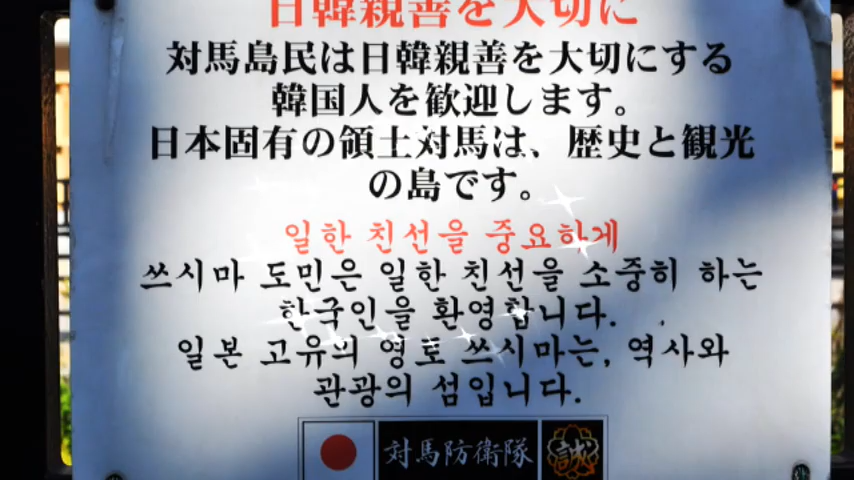 日韓親善を大切に
対馬島民は日韓親善を大切にする
韓国人を歓迎します。
日本固有の領土対馬は、歴史と観光
の島です。
일한 친선을 중요하게
쓰시마 도민은 일한 친선을 소중히 하는
한국인을 환영합니다.
일본 고유의 영토 쓰시마는, 역사와
관광의 섬입니다.
対馬防衛隊 誠